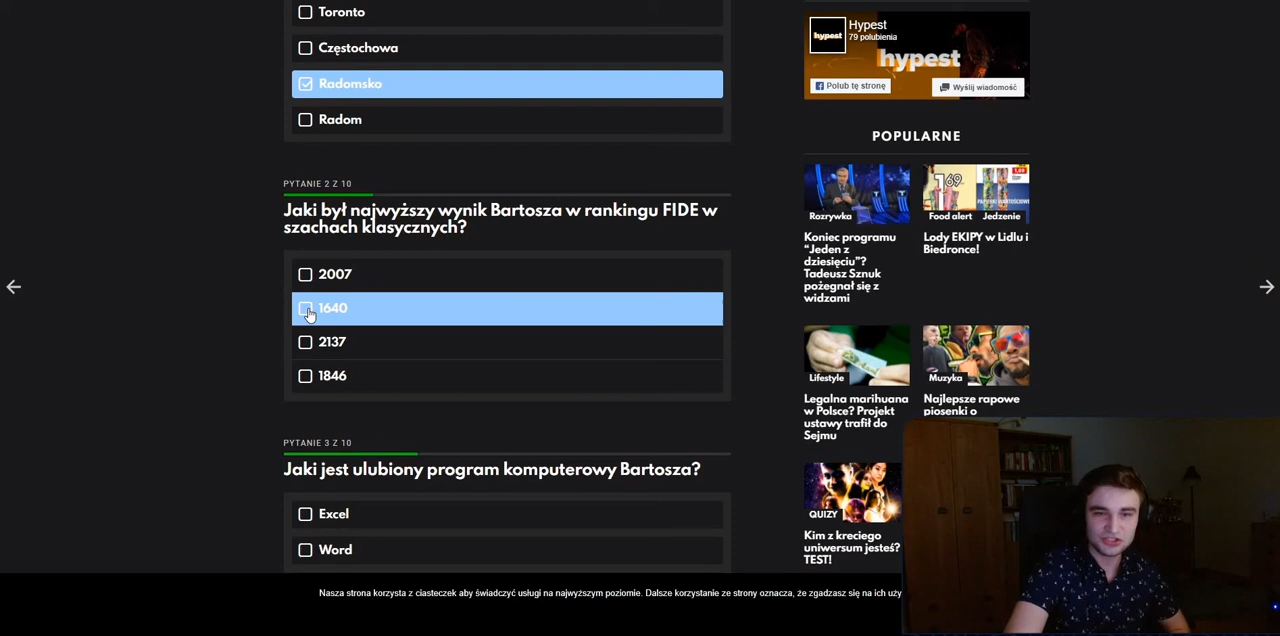 Toronto
Częstochowa
Radomsko
Radom
PYTANIE 2 Z 10
Jaki był najwyższy wynik Bartosza w rankingu FIDE w
szachach klasycznych?
2007
1640
2137
1846
PYTANIE 3 Z 10
Jaki jest ulubiony program komputerowy Bartosza?
Excel
Word
hypest
Hypest
79 polubienia
hypest
Polub tę stronę
Wyślij wiadomość
POPULARNE
Rozrywka
Koniec programu
“Jeden z
dziesięciu”?
Tadeusz Sznuk
pożegnał się z
widzami
1,69
Food alert
Jedzenie
Lody EKIPY w Lidlu i
Biedronce!
Lifestyle
Legalna marihuana
w Polsce? Projekt
ustawy trafił do
Sejmu
Muzyka
Najlepsze rapowe
piosenki o
QUIZY
Kim z kreciego
uniwersum jesteś?
TEST!
Nasza strona korzysta z ciasteczek aby świadczyć usługi na najwyższym poziomie. Dalsze korzystanie ze strony oznacza, że zgadzasz się na ich uży